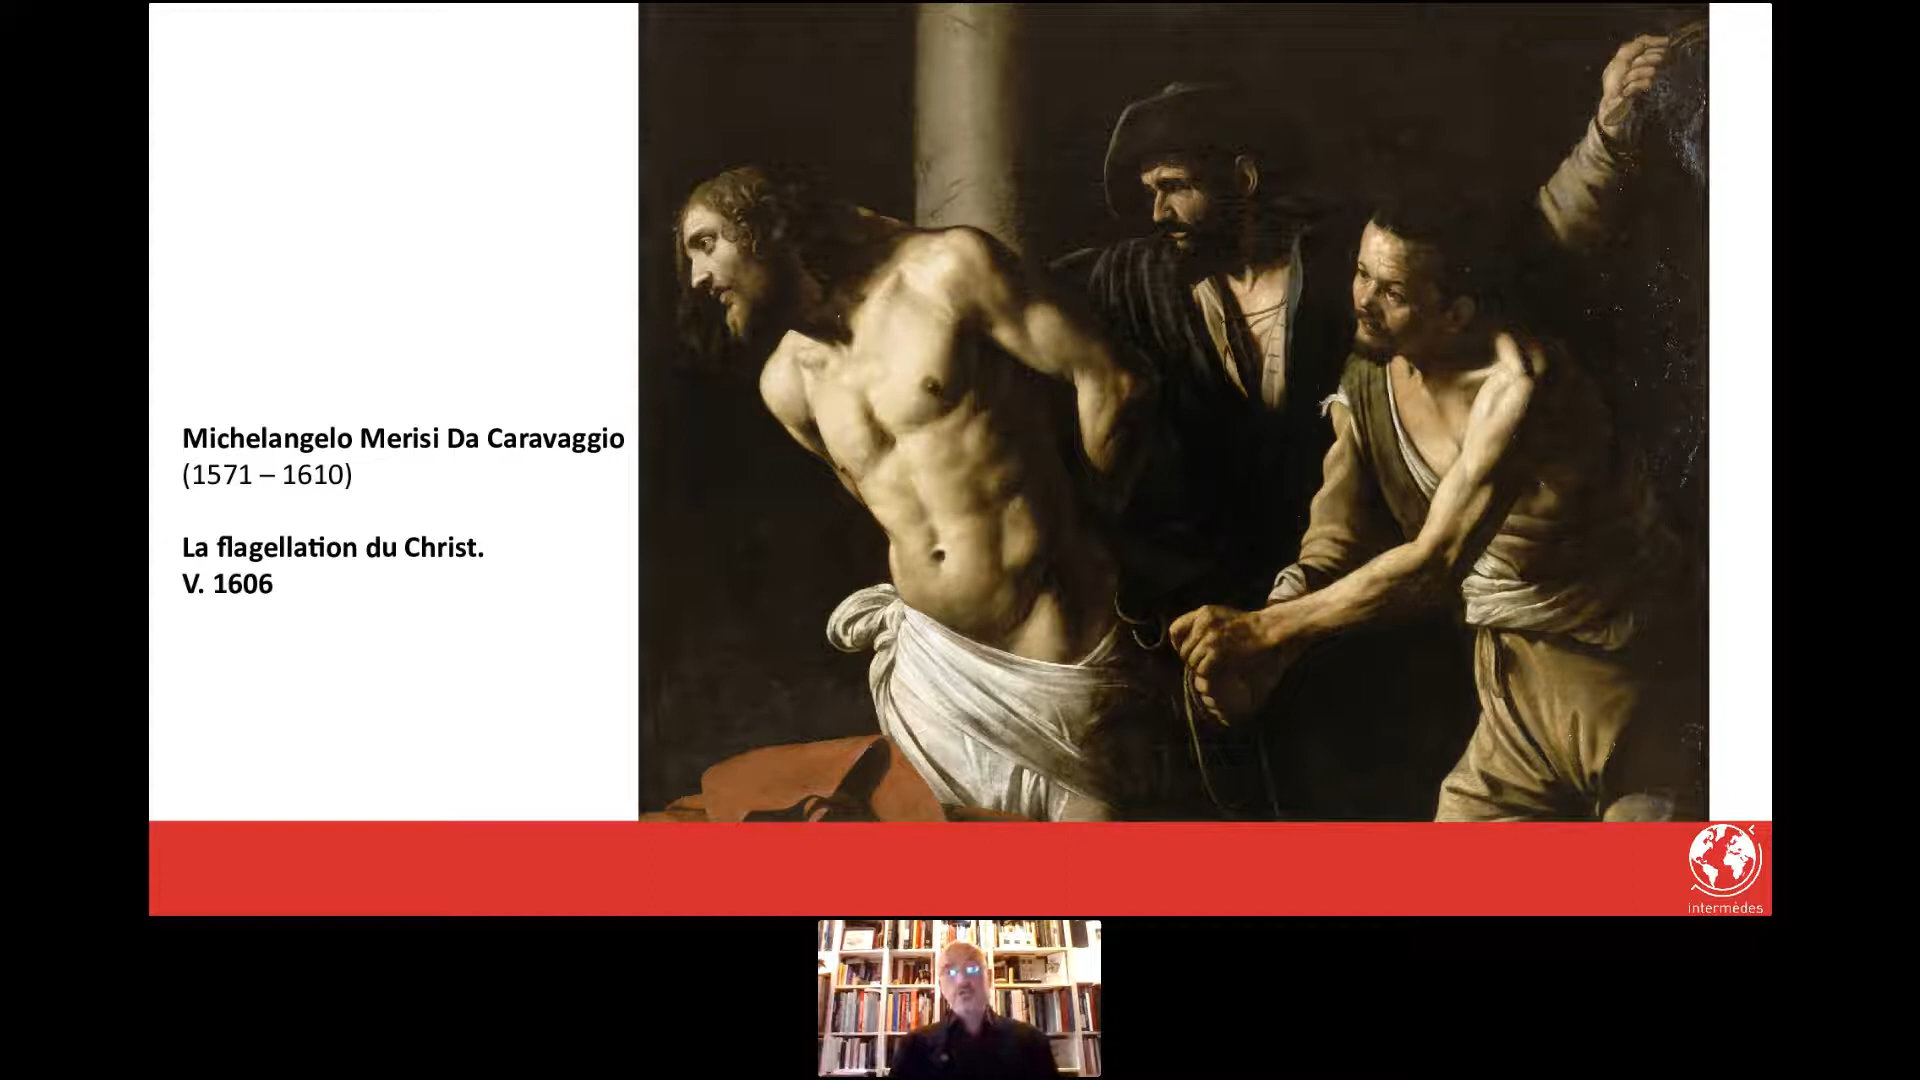 Michelangelo Merisi Da Caravaggio
(1571 – 1610)
La flagellation du Christ.
V. 1606
intermèdes